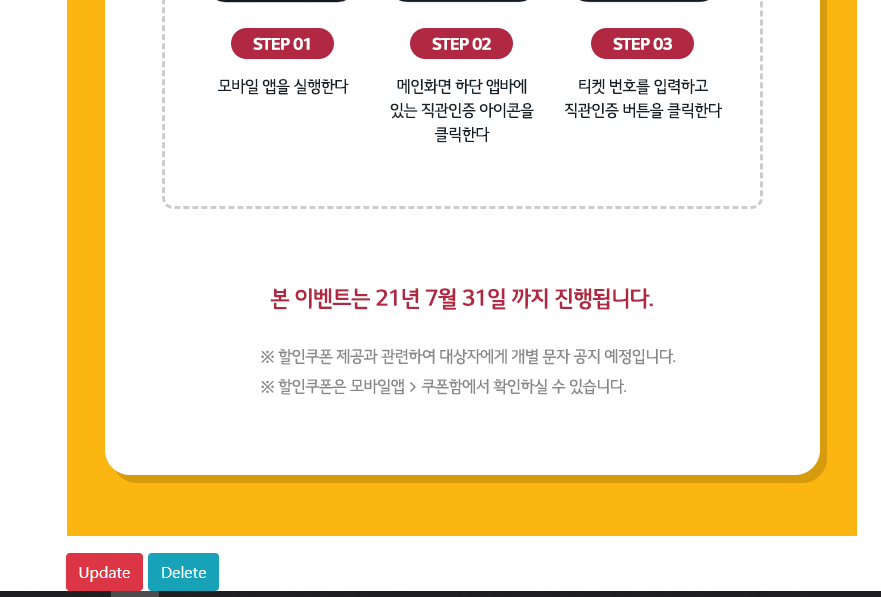 STEP 01
모바일 앱을 실행한다
STEP 02
메인화면 하단 앱바에
있는 직관인증 아이콘을
클릭한다
STEP 03
티켓 번호를 입력하고
직관인증 버튼을 클릭한다
본 이벤트는 21년 7월 31일 까지 진행됩니다.
※ 할인쿠폰 제공과 관련하여 대상자에게 개별 문자 공지 예정입니다.
※ 할인쿠폰은 모바일앱 > 쿠폰함에서 확인하실 수 있습니다.
Update
Delete